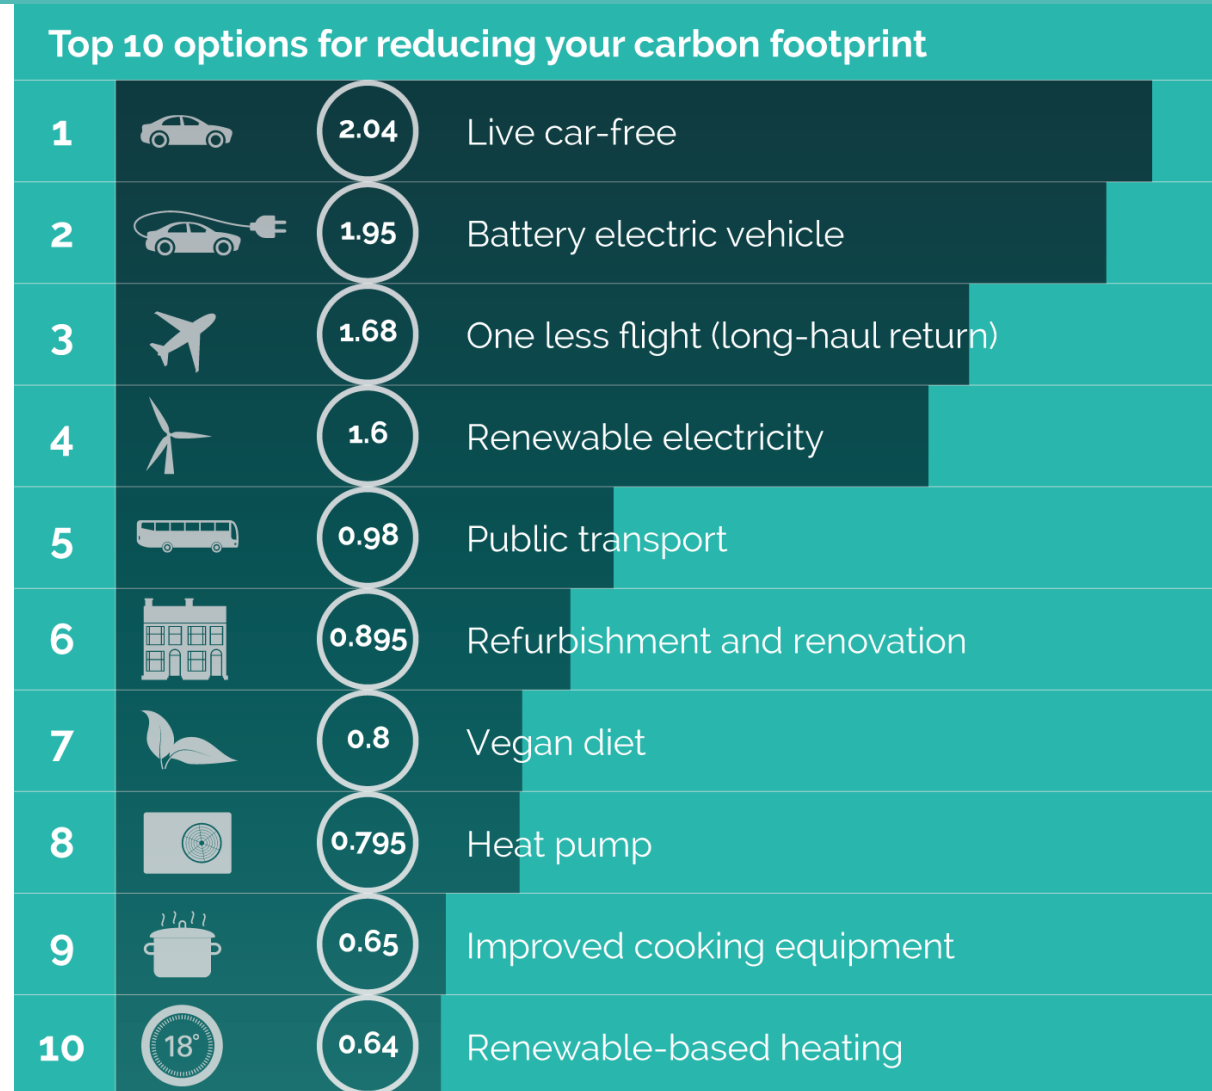 Top 10 options for reducing your carbon footprint
1 2.04 Live car-free
2 1.95 Battery electric vehicle
3 1.68 One less flight (long-haul return)
4 1.6 Renewable electricity
5 0.98 Public transport
6 0.895 Refurbishment and renovation
7 0.8 Vegan diet
8 0.795 Heat pump
9 0.65 Improved cooking equipment
10 18° 0.64 Renewable-based heating